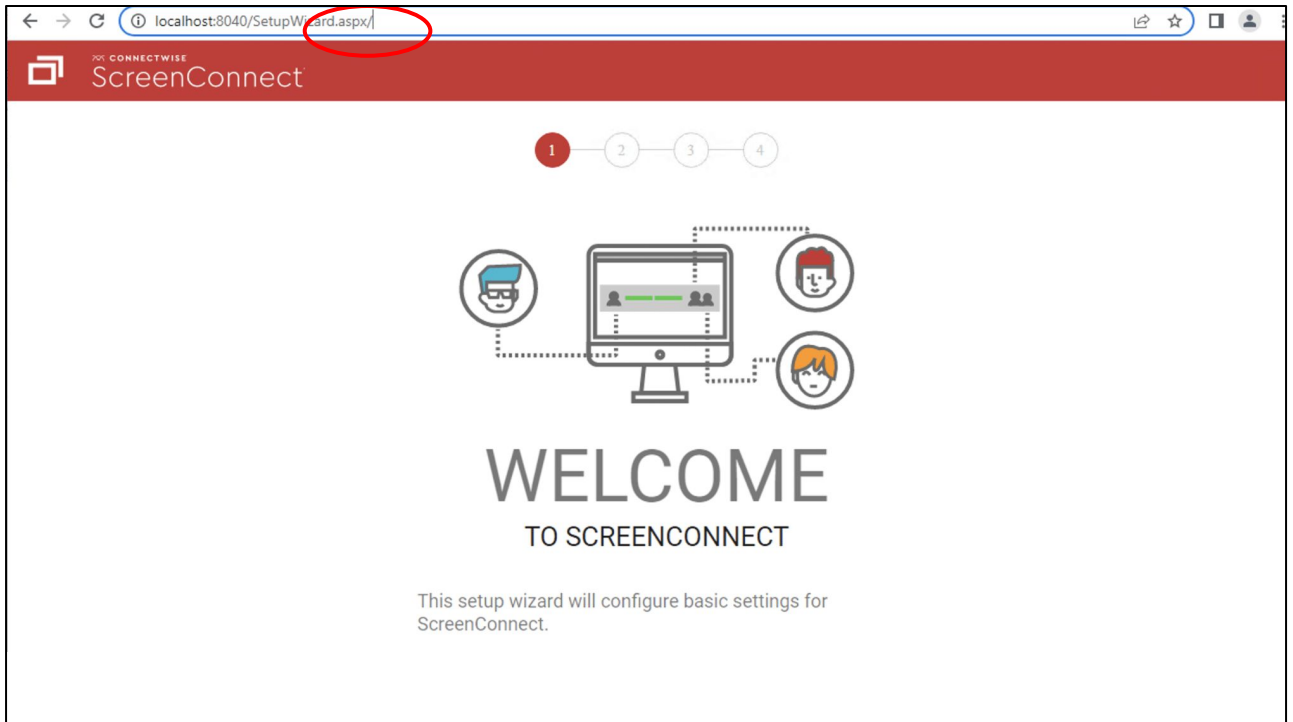 localhost:8040/SetupWizard.aspx/
CONNECTWISE
ScreenConnect
1 2 3 4
WELCOME
TO SCREENCONNECT
This setup wizard will configure basic settings for
ScreenConnect.